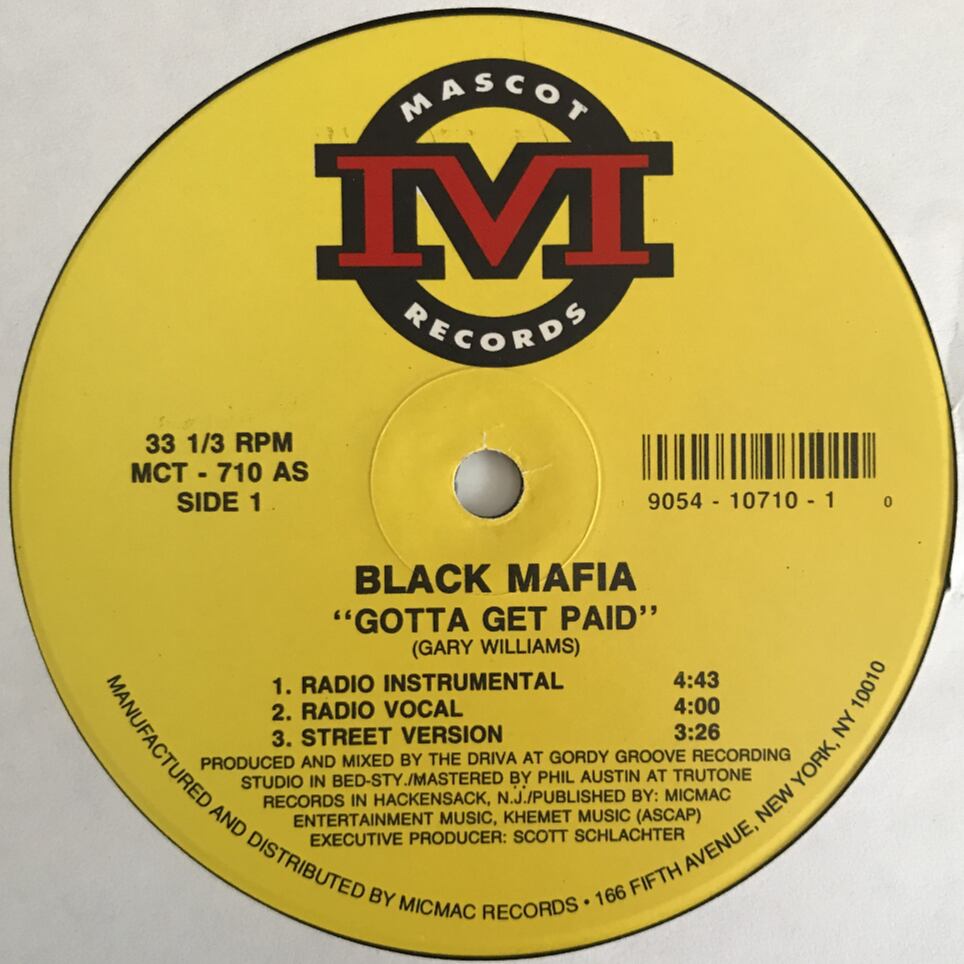 MASCOT
M
RECORDS
33 1/3 RPM
MCT - 710 AS
SIDE 1
9054 - 10710 - 1 0
BLACK MAFIA
“GOTTA GET PAID”
(GARY WILLIAMS)
1. RADIO INSTRUMENTAL 4:43
2. RADIO VOCAL 4:00
3. STREET VERSION 3:26
PRODUCED AND MIXED BY THE DRIVA AT GORDY GROOVE RECORDING
STUDIO IN BED-STY./MASTERED BY PHIL AUSTIN AT TRUTONE
RECORDS IN HACKENSACK, N.J./PUBLISHED BY: MICMAC
ENTERTAINMENT MUSIC, KHEMET MUSIC (ASCAP)
EXECUTIVE PRODUCER: SCOTT SCHLACHTER
MANUFACTURED AND DISTRIBUTED BY MICMAC RECORDS • 166 FIFTH AVENUE, NEW YORK, NY 10010